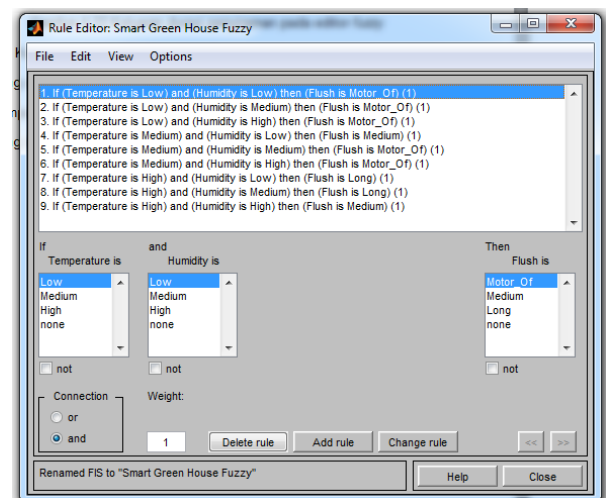 Rule Editor: Smart Green House Fuzzy
File Edit View Options
1. If (Temperature is Low) and (Humidity is Low) then (Flush is Motor_Of) (1)
2. If (Temperature is Low) and (Humidity is Medium) then (Flush is Motor_Of) (1)
3. If (Temperature is Low) and (Humidity is High) then (Flush is Motor_Of) (1)
4. If (Temperature is Medium) and (Humidity is Low) then (Flush is Medium) (1)
5. If (Temperature is Medium) and (Humidity is Medium) then (Flush is Motor_Of) (1)
6. If (Temperature is Medium) and (Humidity is High) then (Flush is Motor_Of) (1)
7. If (Temperature is High) and (Humidity is Low) then (Flush is Long) (1)
8. If (Temperature is High) and (Humidity is Medium) then (Flush is Long) (1)
9. If (Temperature is High) and (Humidity is High) then (Flush is Medium) (1)
If
Temperature is
Low
Medium
High
none
not
and
Humidity is
Low
Medium
High
none
not
Then
Flush is
Motor_Of
Medium
Long
none
not
Connection
or
and
Weight:
1
Delete rule
Add rule
Change rule
<<
>>
Renamed FIS to "Smart Green House Fuzzy"
Help
Close